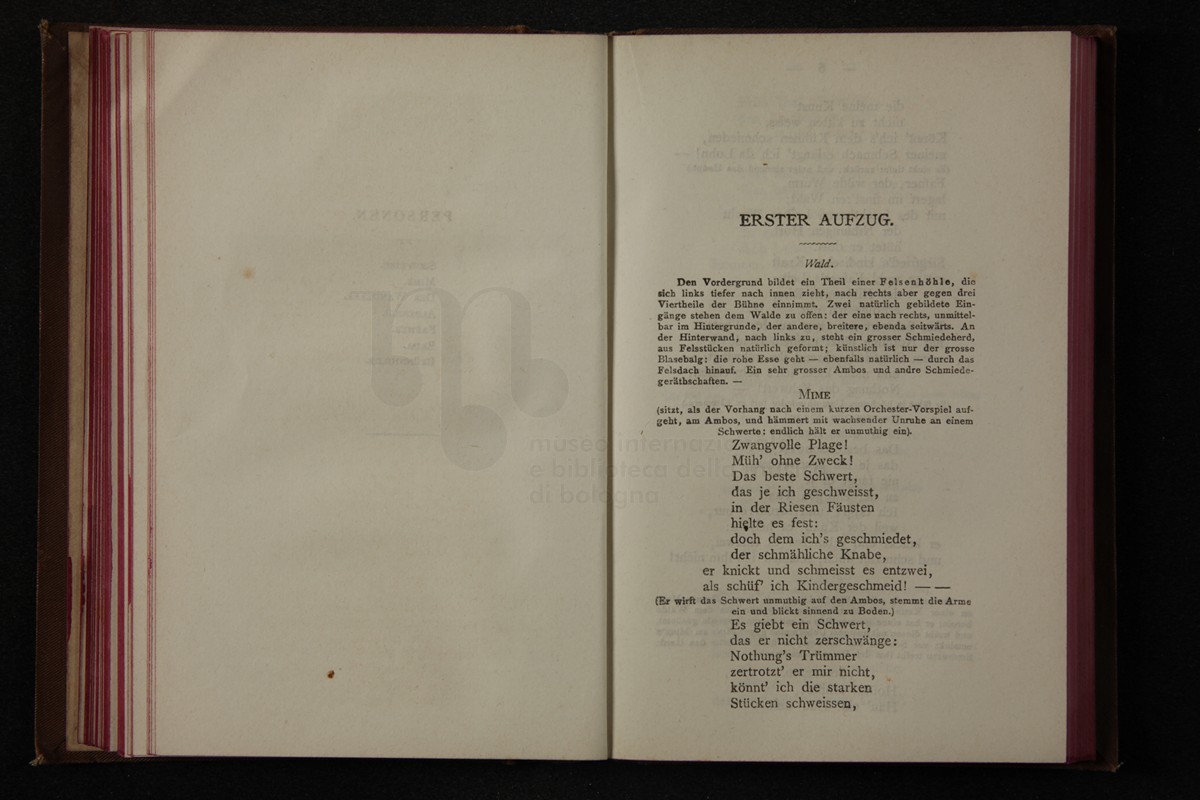 PERSONEN.
ERSTER AUFZUG.
Wald.
Den Vordergrund bildet ein Theil einer Felsenhöhle, die
sich links tiefer nach innen zieht, nach rechts aber gegen drei
Viertheile der Bühne einnimmt. Zwei natürlich gebildete Ein-
gänge stehen dem Walde zu offen: der eine nach rechts, unmittel-
bar im Hintergrunde, der andere, breitere, ebenda seitwärts. An
der Hinterwand, nach links zu, steht ein grosser Schmiedeherd,
aus Felsstücken natürlich geformt; künstlich ist nur der grosse
Blasebalg: die rohe Esse geht — ebenfalls natürlich — durch das
Felsdach hinauf. Ein sehr grosser Ambos und andre Schmiede-
geräthschaften. —
MIME
(sitzt, als der Vorhang nach einem kurzen Orchester-Vorspiel auf-
geht, am Ambos, und hämmert mit wachsender Unruhe an einem
Schwerte: endlich hält er unmuthig ein).
Zwangvolle Plage!
Müh' ohne Zweck!
Das beste Schwert,
das je ich geschweisst,
in der Riesen Fäusten
hielte es fest:
doch dem ich's geschmiedet,
der schmähliche Knabe,
er knickt und schmeisst es entzwei,
als schüf' ich Kindergeschmeid! — —
(Er wirft das Schwert unmuthig auf den Ambos, stemmt die Arme
ein und blickt sinnend zu Boden.)
Es giebt ein Schwert,
das er nicht zerschwänge:
Nothung's Trümmer
zertrotzt' er mir nicht,
könnt' ich die starken
Stücken schweissen,
museo internazi
e biblioteca della
di bologna